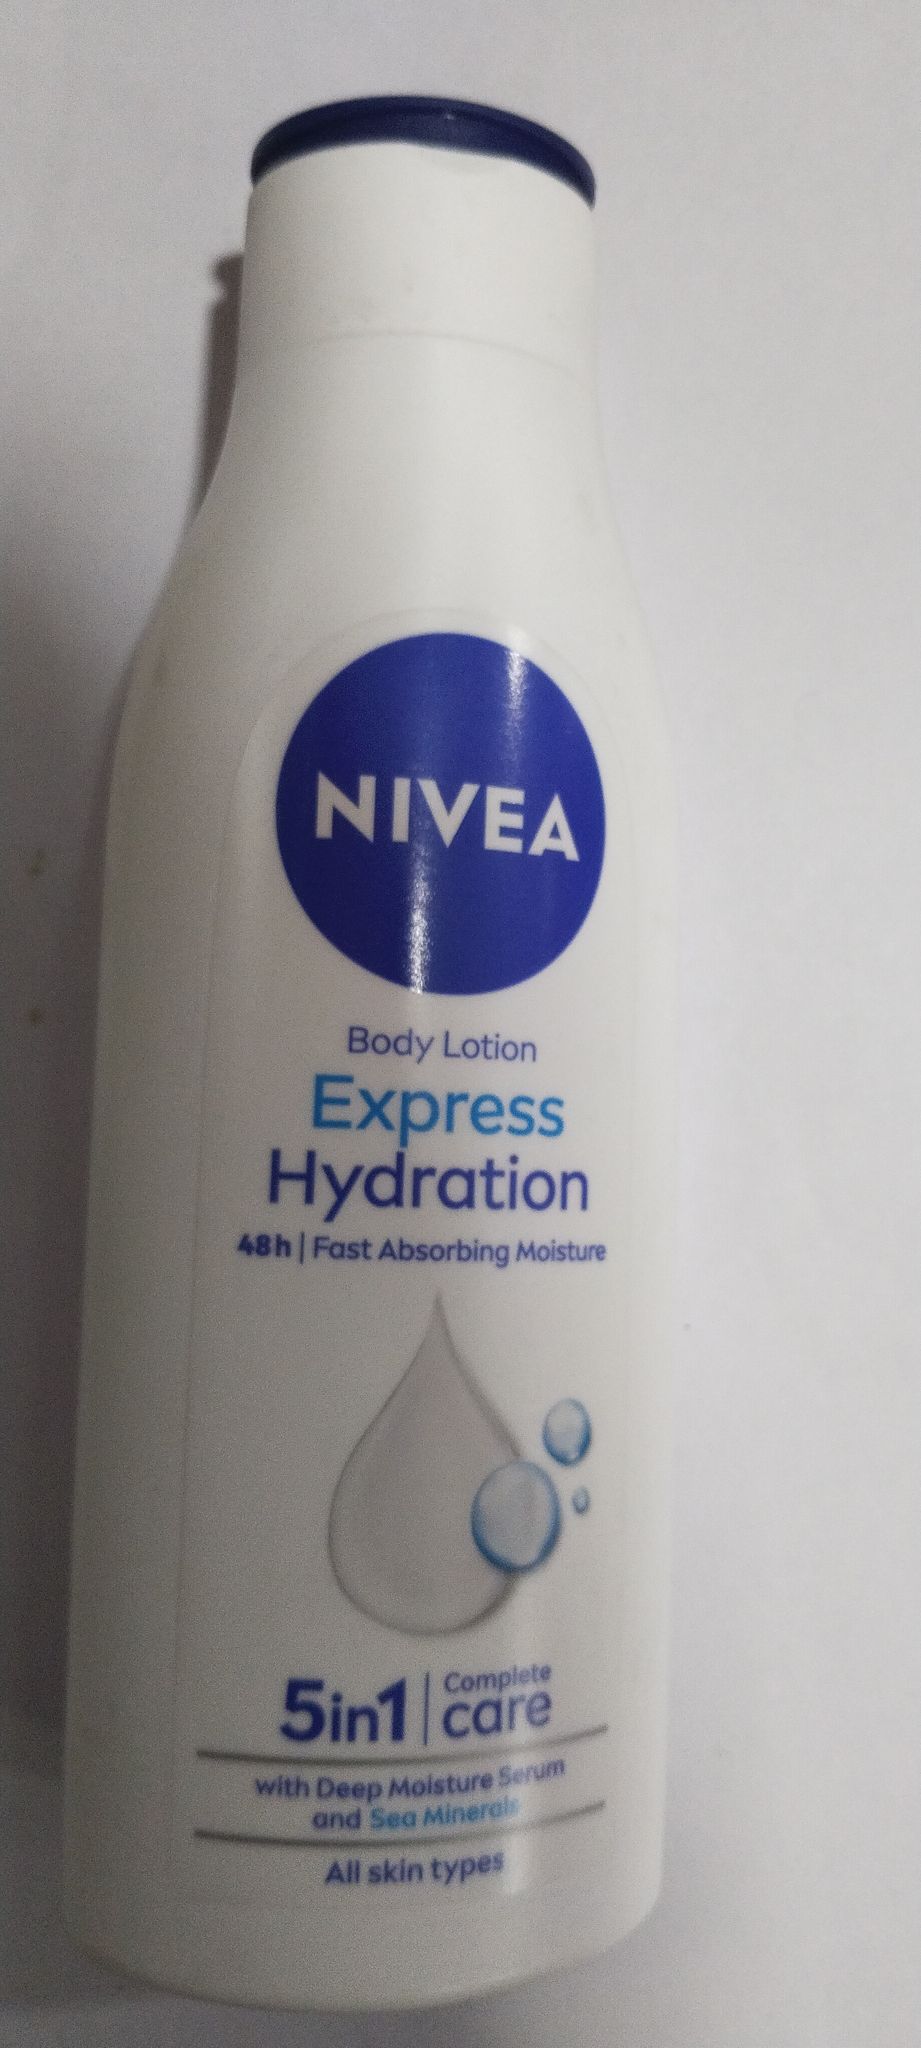 NIVEA
Body Lotion
Express
Hydration
48h | Fast Absorbing Moisture
5in1 | Complete care
with Deep Moisture Serum
and Sea Minerals
All skin types